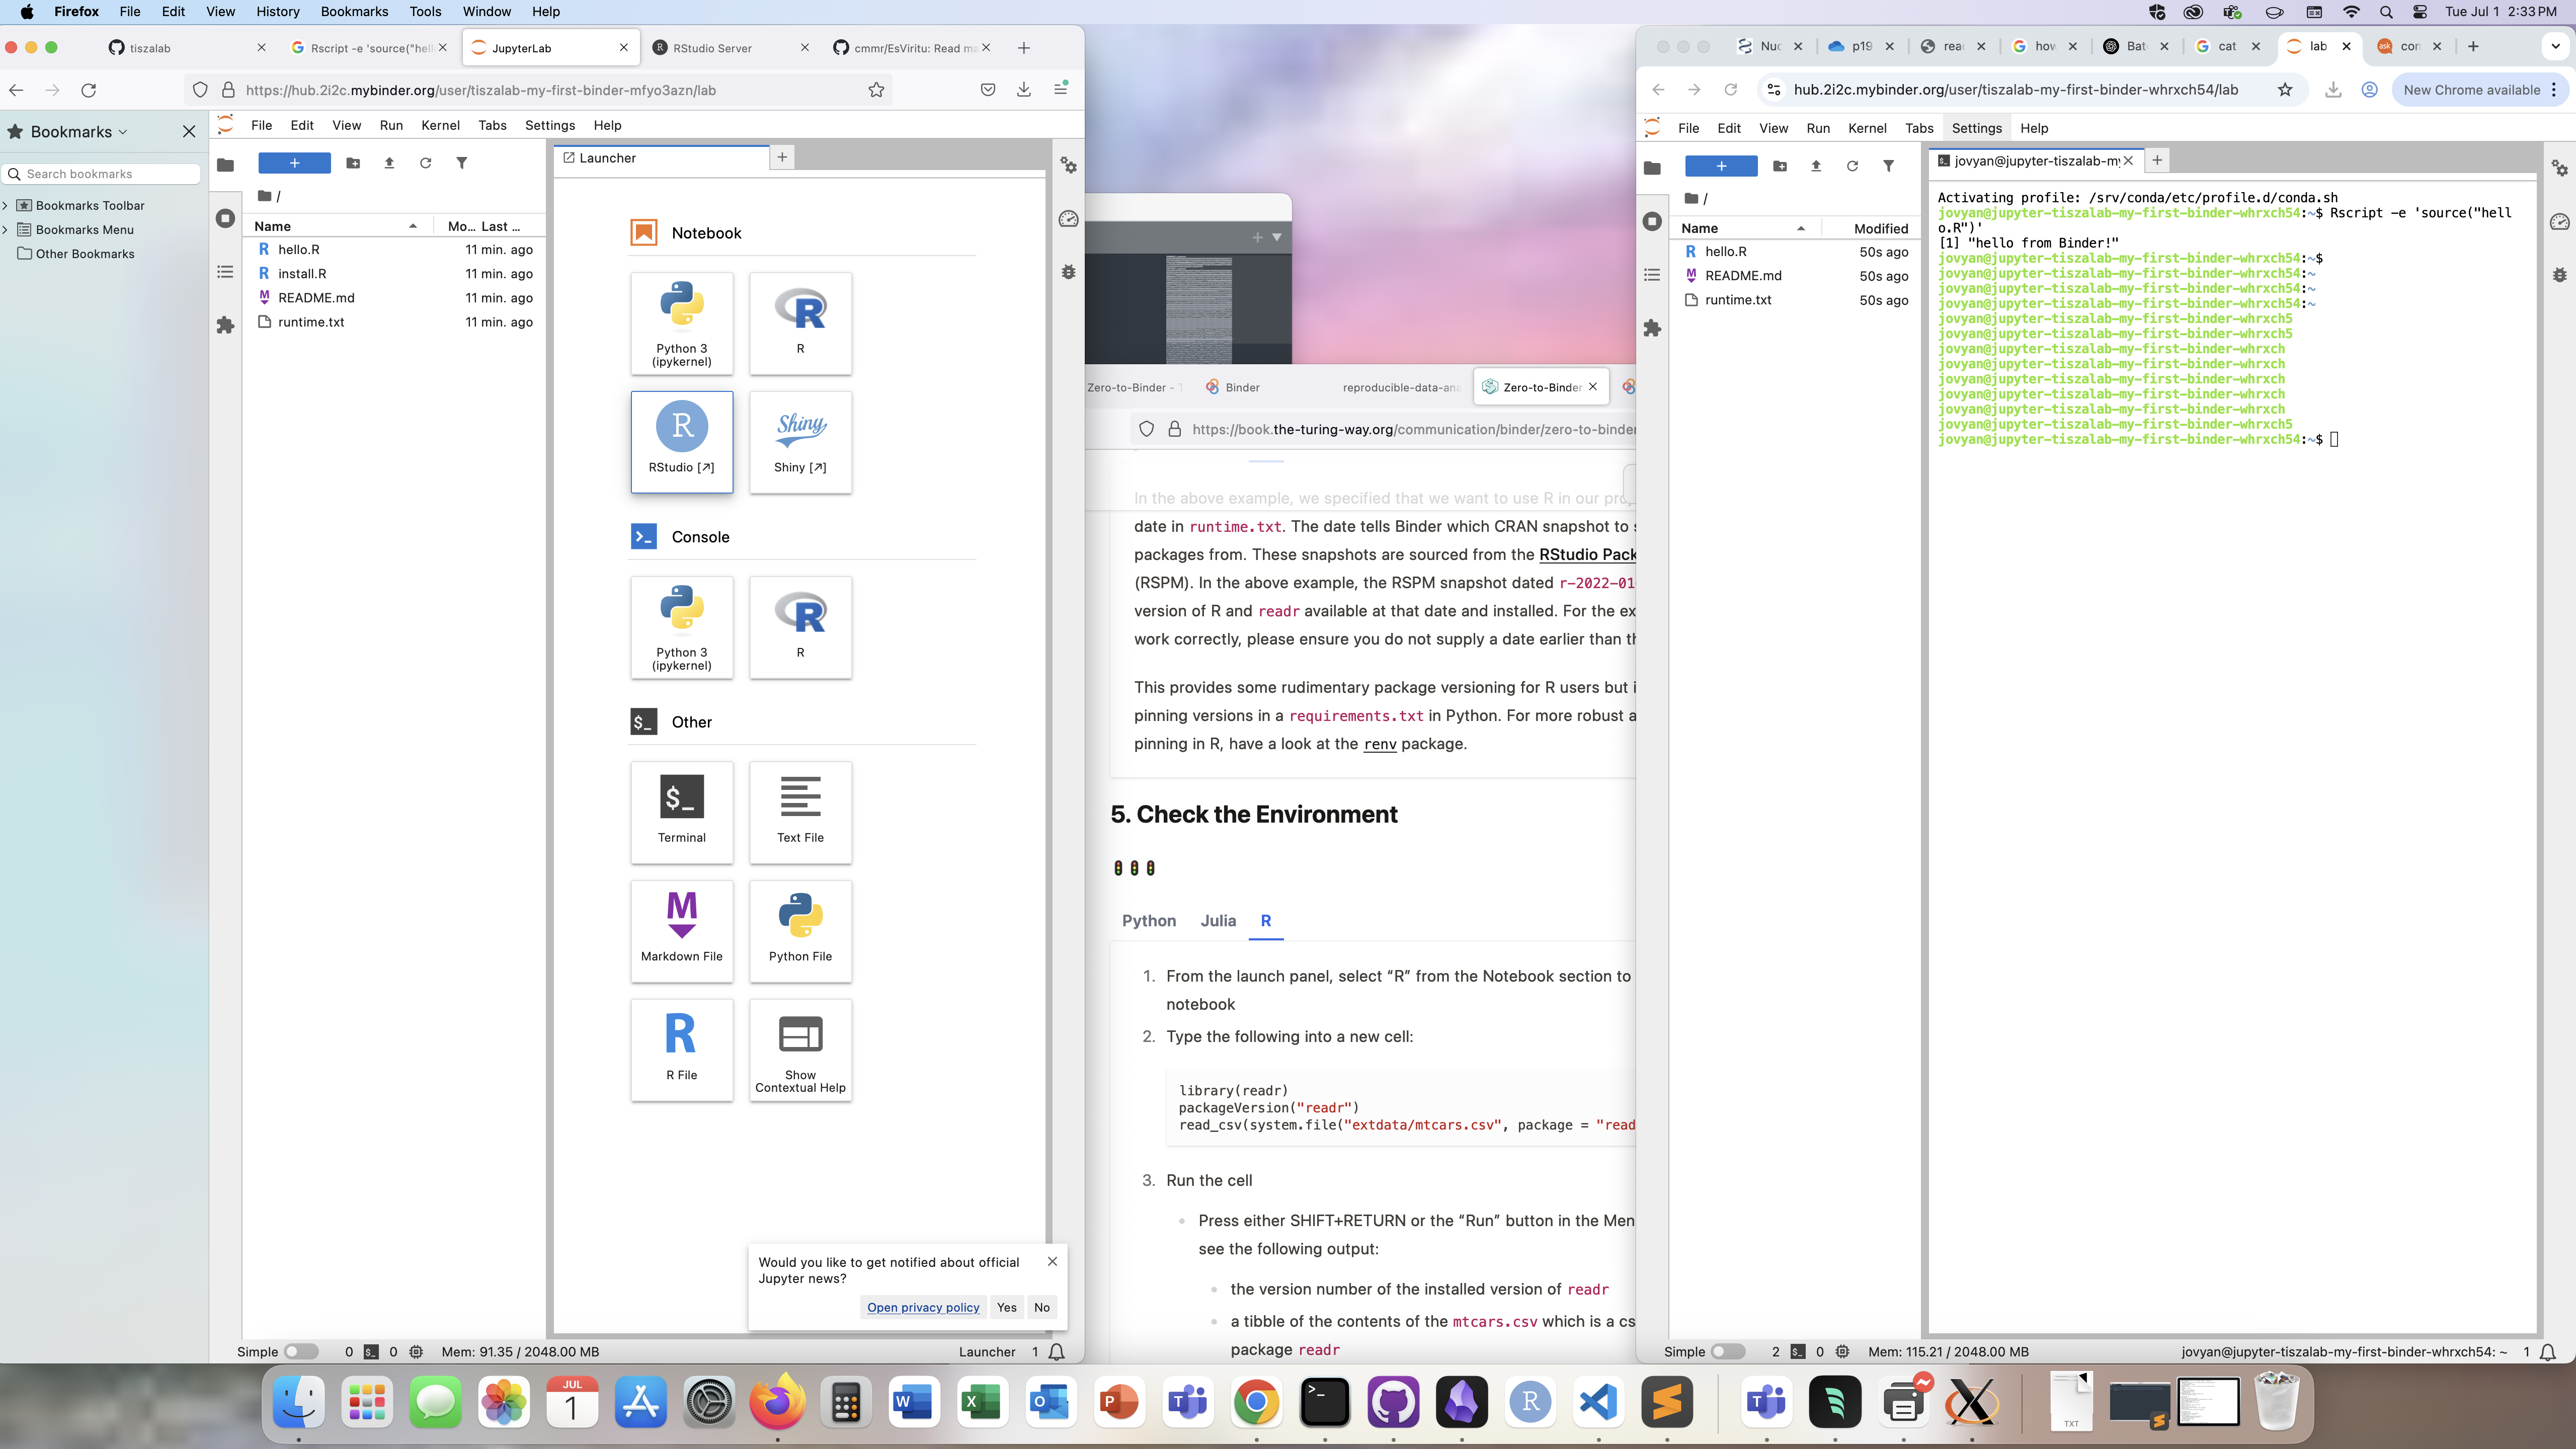 Firefox File Edit View History Bookmarks Tools Window Help
Tue Jul 1 2:33 PM
tiszalab
Rscript -e 'source("hell
JupyterLab
RStudio Server
cmmr/EsViritu: Read ma
https://hub.2i2c.mybinder.org/user/tiszalab-my-first-binder-mfyo3azn/lab
Bookmarks
Search bookmarks
Bookmarks Toolbar
Bookmarks Menu
Other Bookmarks
File Edit View Run Kernel Tabs Settings Help
/
Name Mo... Last ...
hello.R 11 min. ago
install.R 11 min. ago
README.md 11 min. ago
runtime.txt 11 min. ago
Launcher
Notebook
Python 3
(ipykernel)
R
RStudio [↗]
Shiny
Shiny [↗]
Console
Python 3
(ipykernel)
R
$_ Other
$_
Terminal
Text File
Markdown File
Python File
R File
Show
Contextual Help
Would you like to get notified about official
Jupyter news?
Open privacy policy Yes No
Simple 0 $_ 0 Mem: 91.35 / 2048.00 MB
Launcher 1
Zero-to-Binder - T
Binder
reproducible-data-ana
Zero-to-Binder
https://book.the-turing-way.org/communication/binder/zero-to-binder
In the above example, we specified that we want to use R in our pro
date in runtime.txt. The date tells Binder which CRAN snapshot to s
packages from. These snapshots are sourced from the RStudio Pack
(RSPM). In the above example, the RSPM snapshot dated r-2022-01
version of R and readr available at that date and installed. For the ex
work correctly, please ensure you do not supply a date earlier than th
This provides some rudimentary package versioning for R users but i
pinning versions in a requirements.txt in Python. For more robust a
pinning in R, have a look at the renv package.
5. Check the Environment
Python Julia R
1. From the launch panel, select “R” from the Notebook section to
notebook
2. Type the following into a new cell:
library(readr)
packageVersion("readr")
read_csv(system.file("extdata/mtcars.csv", package = "read
3. Run the cell
Press either SHIFT+RETURN or the “Run” button in the Men
see the following output:
the version number of the installed version of readr
a tibble of the contents of the mtcars.csv which is a cs
package readr
Nuc
p19
rea
how
Bat
cat
lab
con
hub.2i2c.mybinder.org/user/tiszalab-my-first-binder-whrxch54/lab
New Chrome available
File Edit View Run Kernel Tabs Settings Help
/
Name Modified
hello.R 50s ago
README.md 50s ago
runtime.txt 50s ago
jovyan@jupyter-tiszalab-my
Activating profile: /srv/conda/etc/profile.d/conda.sh
jovyan@jupyter-tiszalab-my-first-binder-whrxch54:~$ Rscript -e 'source("hell
o.R")'
[1] "hello from Binder!"
jovyan@jupyter-tiszalab-my-first-binder-whrxch54:~$
jovyan@jupyter-tiszalab-my-first-binder-whrxch54:~
jovyan@jupyter-tiszalab-my-first-binder-whrxch54:~
jovyan@jupyter-tiszalab-my-first-binder-whrxch54:~
jovyan@jupyter-tiszalab-my-first-binder-whrxch5
jovyan@jupyter-tiszalab-my-first-binder-whrxch5
jovyan@jupyter-tiszalab-my-first-binder-whrxch
jovyan@jupyter-tiszalab-my-first-binder-whrxch
jovyan@jupyter-tiszalab-my-first-binder-whrxch
jovyan@jupyter-tiszalab-my-first-binder-whrxch
jovyan@jupyter-tiszalab-my-first-binder-whrxch
jovyan@jupyter-tiszalab-my-first-binder-whrxch5
jovyan@jupyter-tiszalab-my-first-binder-whrxch54:~$
Simple 2 $_ 0 Mem: 115.21 / 2048.00 MB
jovyan@jupyter-tiszalab-my-first-binder-whrxch54: ~ 1
JUL
1
TXT